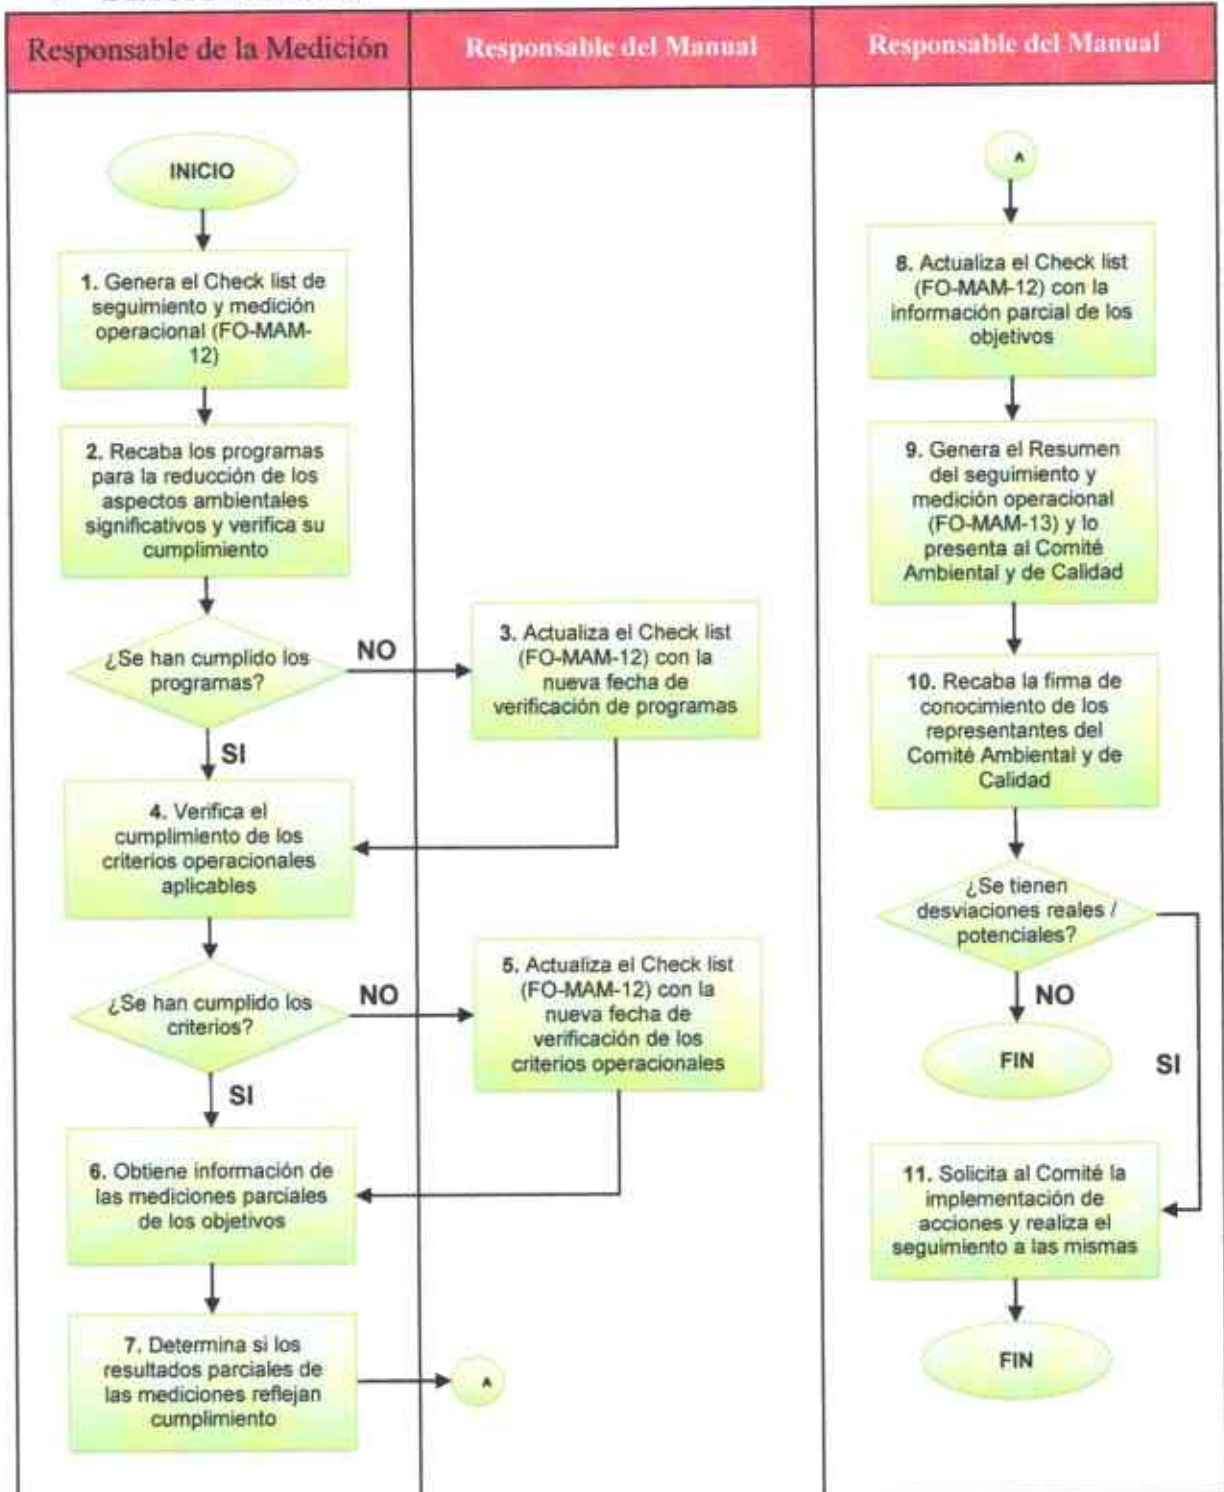 Responsable de la Medición
Responsable del Manual
Responsable del Manual
INICIO
1. Genera el Check list de
seguimiento y medición
operacional (FO-MAM-
12)
2. Recaba los programas
para la reducción de los
aspectos ambientales
significativos y verifica su
cumplimiento
¿Se han cumplido los
programas?
NO
SI
3. Actualiza el Check list
(FO-MAM-12) con la
nueva fecha de
verificación de programas
4. Verifica el
cumplimiento de los
criterios operacionales
aplicables
¿Se han cumplido los
criterios?
NO
SI
5. Actualiza el Check list
(FO-MAM-12) con la
nueva fecha de
verificación de los
criterios operacionales
6. Obtiene información de
las mediciones parciales
de los objetivos
7. Determina si los
resultados parciales de
las mediciones reflejan
cumplimiento
A
A
8. Actualiza el Check list
(FO-MAM-12) con la
información parcial de los
objetivos
9. Genera el Resumen
del seguimiento y
medición operacional
(FO-MAM-13) y lo
presenta al Comité
Ambiental y de Calidad
10. Recaba la firma de
conocimiento de los
representantes del
Comité Ambiental y de
Calidad
¿Se tienen
desviaciones reales /
potenciales?
NO
SI
FIN
11. Solicita al Comité la
implementación de
acciones y realiza el
seguimiento a las mismas
FIN